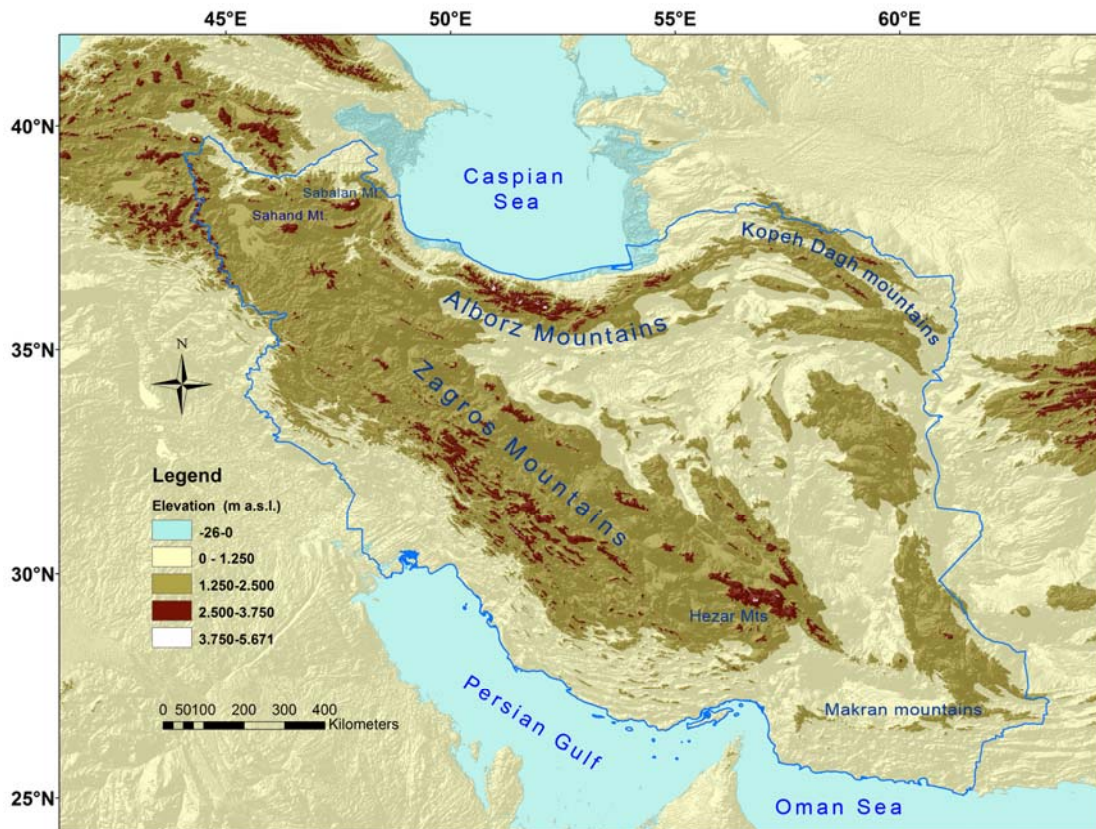 45°E 50°E 55°E 60°E
40°N
35°N
30°N
25°N
Caspian
Sea
Sabalan Mt.
Sahand Mt.
Kopeh Dagh mountains
Alborz Mountains
Zagros Mountains
N
Legend
Elevation (m a.s.l.)
-26-0
0 - 1.250
1.250-2.500
2.500-3.750
3.750-5.671
Hezar Mts
Persian Gulf
Makran mountains
0 50100 200 300 400
Kilometers
Oman Sea